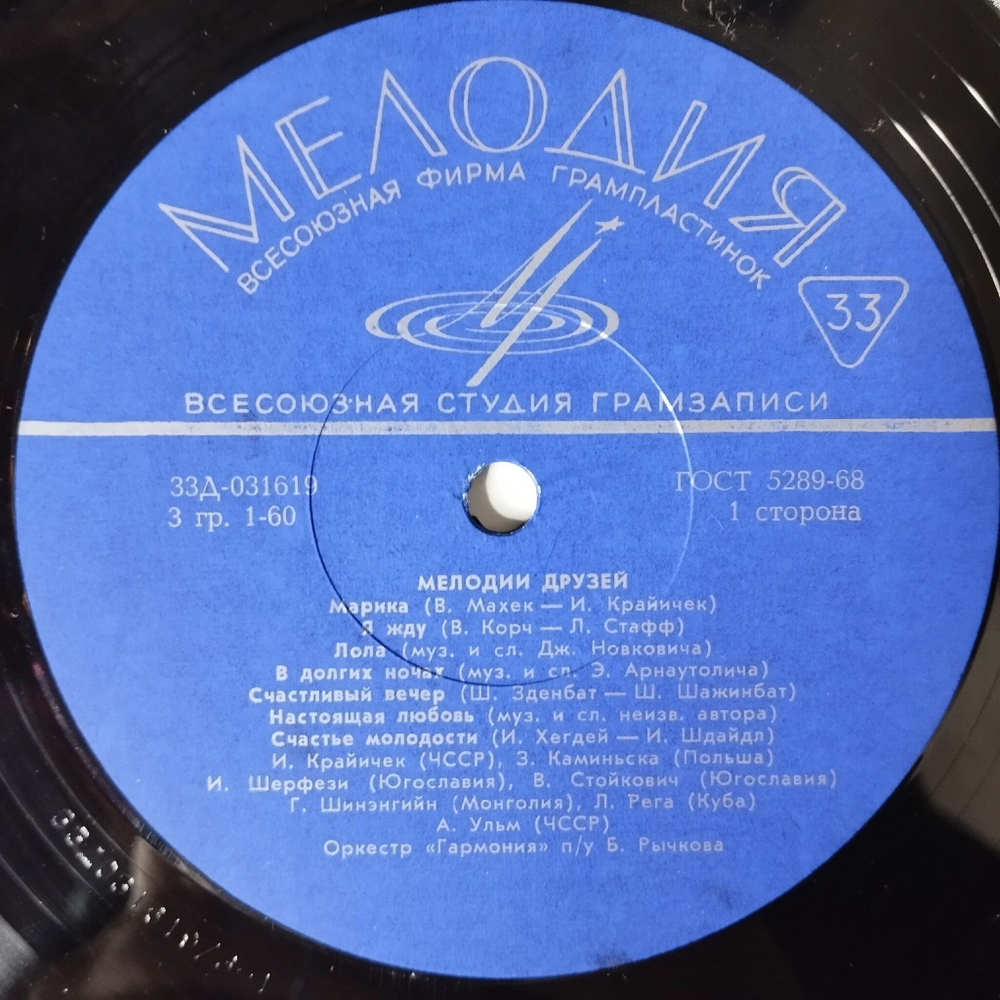 МЕЛОДИЯ
ВСЕСОЮЗНАЯ ФИРМА ГРАМПЛАСТИНОК
33
ВСЕСОЮЗНАЯ СТУДИЯ ГРАМЗАПИСИ
33Д-031619
ГОСТ 5289-68
3 гр. 1-60
1 сторона
МЕЛОДИИ ДРУЗЕЙ
Марика (В. Махек — И. Крайичек)
Я жду (В. Корч — Л. Стафф)
Лола (муз. и сл. Дж. Новковича)
В долгих ночах (муз. и сл. Э. Арнаутолича)
Счастливый вечер (Ш. Зденбат — Ш. Шажинбат)
Настоящая любовь (муз. и сл. неизв. автора)
Счастье молодости (И. Хегдей — И. Шдайдл)
И. Крайичек (ЧССР), З. Каминьска (Польша)
И. Шерфези (Югославия), В. Стойкович (Югославия)
Г. Шинэнгийн (Монголия), Л. Рега (Куба)
А. Ульм (ЧССР)
Оркестр «Гармония» п/у Б. Рычкова